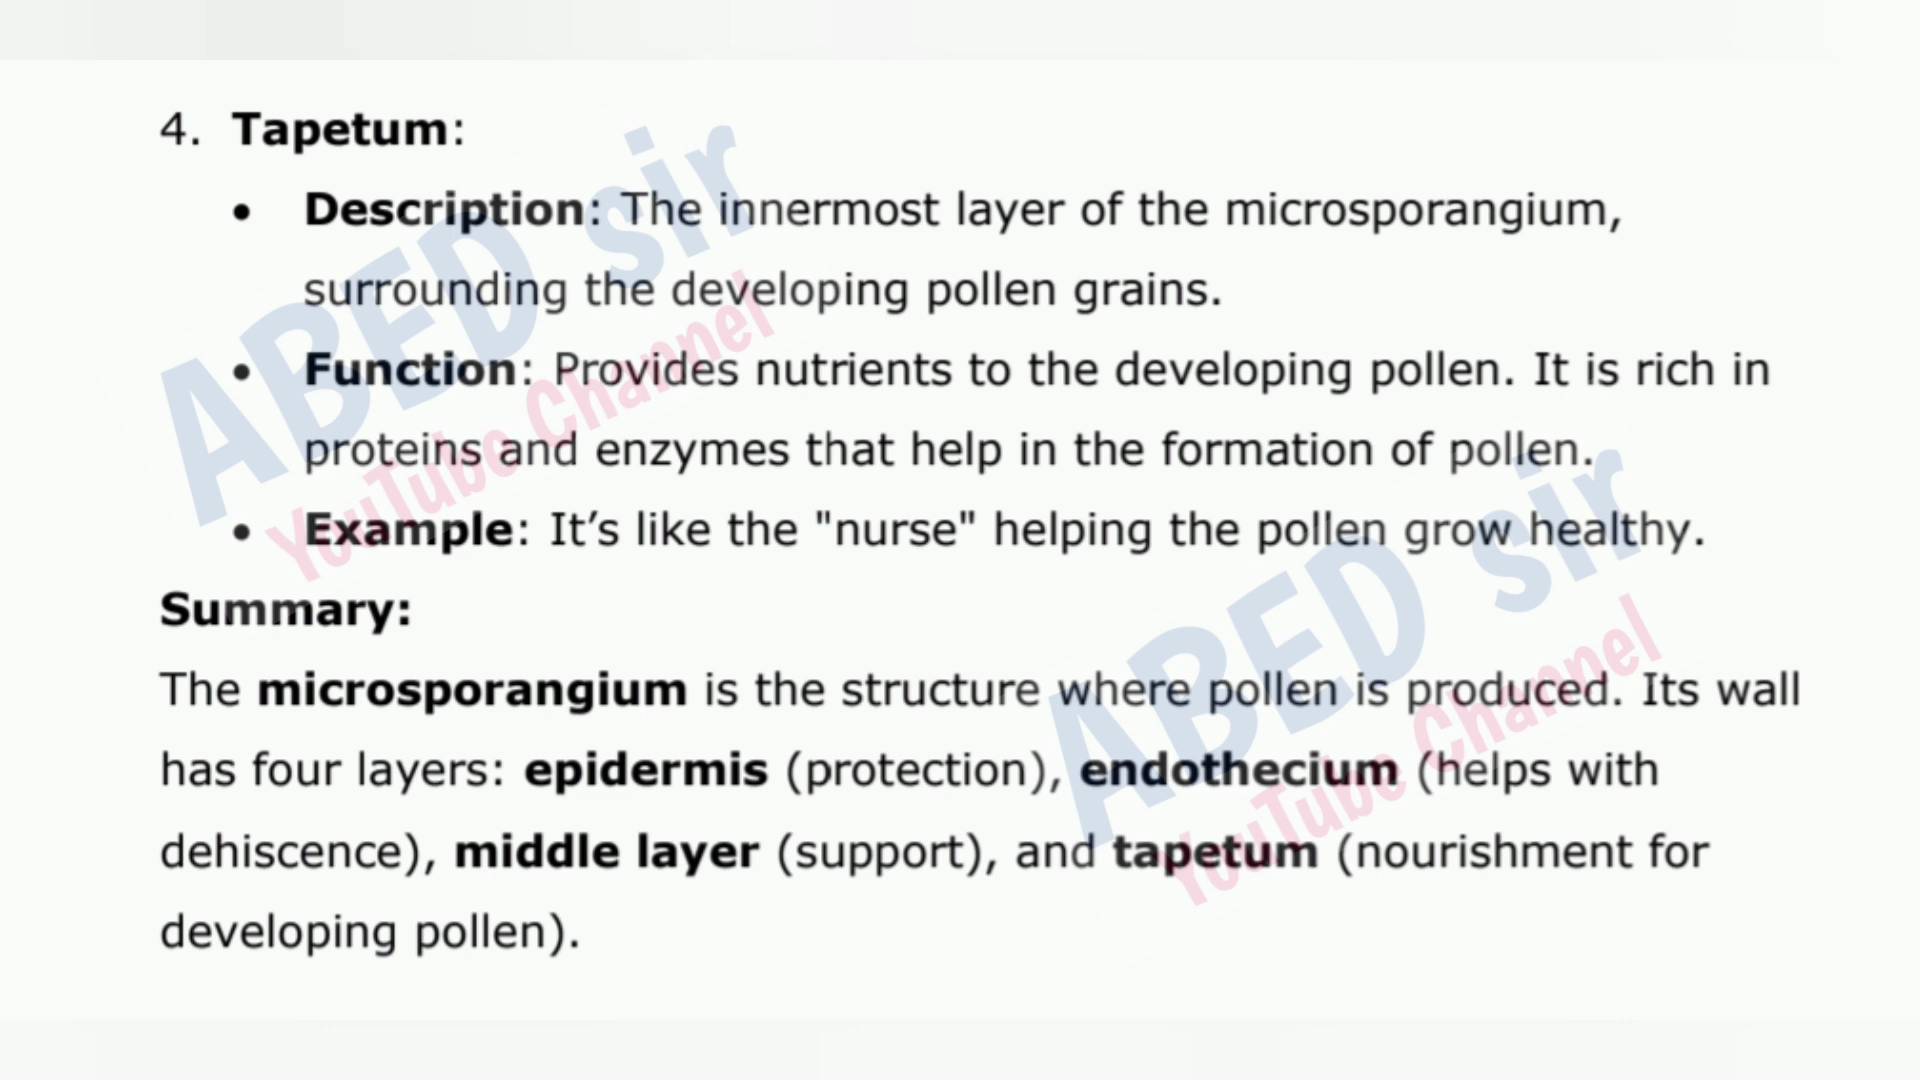 4. Tapetum:
• Description: The innermost layer of the microsporangium,
surrounding the developing pollen grains.
• Function: Provides nutrients to the developing pollen. It is rich in
proteins and enzymes that help in the formation of pollen.
• Example: It’s like the "nurse" helping the pollen grow healthy.
Summary:
The microsporangium is the structure where pollen is produced. Its wall
has four layers: epidermis (protection), endothecium (helps with
dehiscence), middle layer (support), and tapetum (nourishment for
developing pollen).
ABED sir
YouTube Channel
ABED sir
YouTube Channel